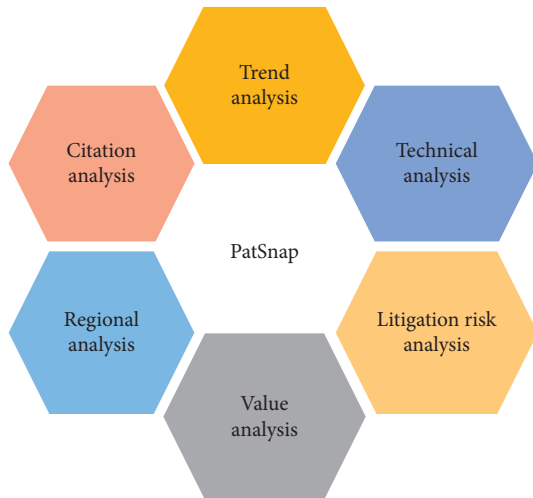 Trend
analysis
Citation
analysis
Technical
analysis
PatSnap
Regional
analysis
Litigation risk
analysis
Value
analysis